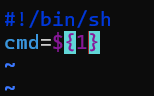 #!/bin/sh
cmd=${1}
~
~